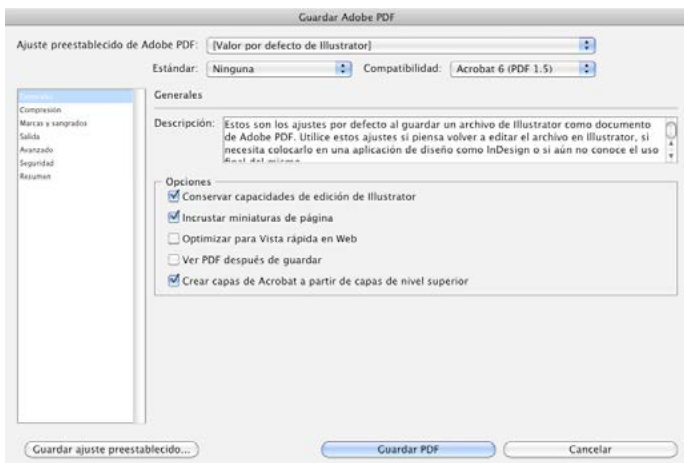 Guardar Adobe PDF
Ajuste preestablecido de Adobe PDF: [Valor por defecto de Illustrator]
Estándar: Ninguna Compatibilidad: Acrobat 6 (PDF 1.5)
Generales
Compresión
Marcas y sangrados
Salida
Avanzado
Seguridad
Resumen
Generales
Descripción: Estos son los ajustes por defecto al guardar un archivo de Illustrator como documento
de Adobe PDF. Utilice estos ajustes si piensa volver a editar el archivo en Illustrator, si
necesita colocarlo en una aplicación de diseño como InDesign o si aún no conoce el uso
final del mismo
Opciones
Conservar capacidades de edición de Illustrator
Incrustar miniaturas de página
Optimizar para Vista rápida en Web
Ver PDF después de guardar
Crear capas de Acrobat a partir de capas de nivel superior
Guardar ajuste preestablecido... Guardar PDF Cancelar